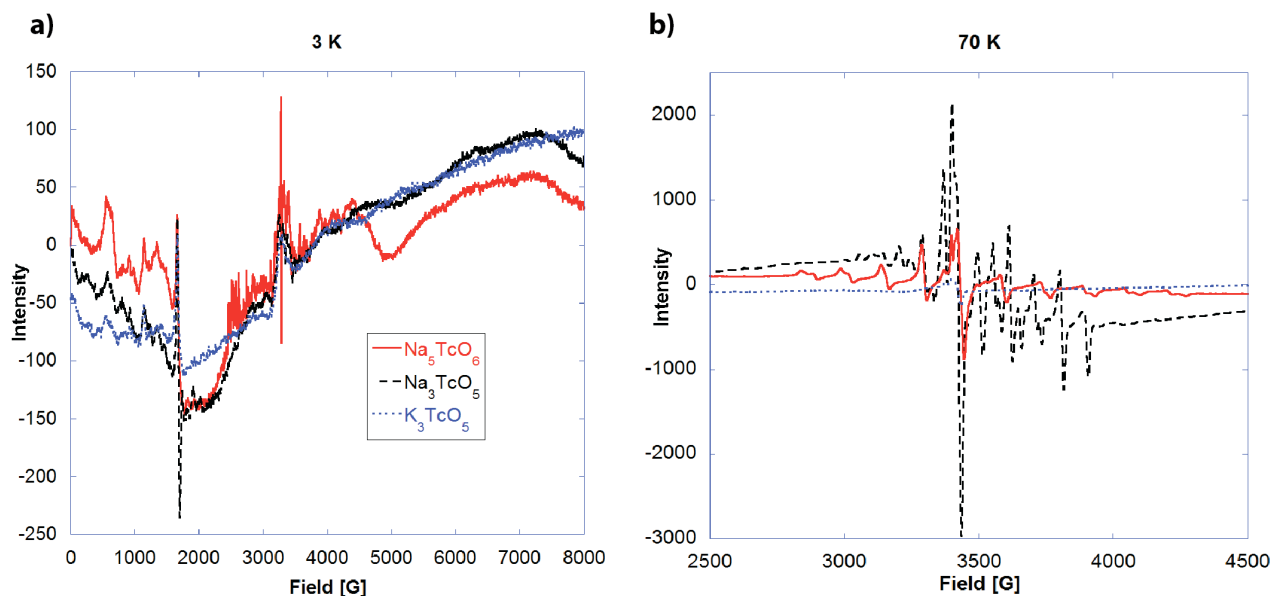 a)
3 K
150
100
50
0
-50
-100
-150
-200
-250
Intensity
0 1000 2000 3000 4000 5000 6000 7000 8000
Field [G]
Na₅TcO₆
Na₃TcO₅
K₃TcO₅
b)
70 K
2000
1000
0
-1000
-2000
-3000
Intensity
2500 3000 3500 4000 4500
Field [G]